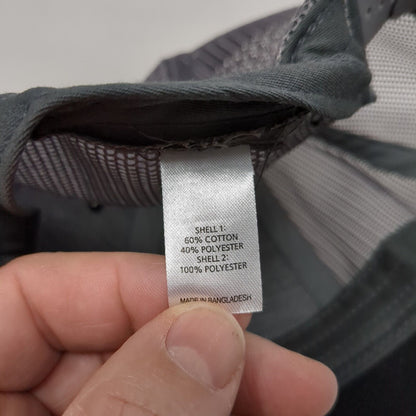 SHELL 1:
60% COTTON
40% POLYESTER
SHELL 2:
100% POLYESTER
MADE IN BANGLADESH